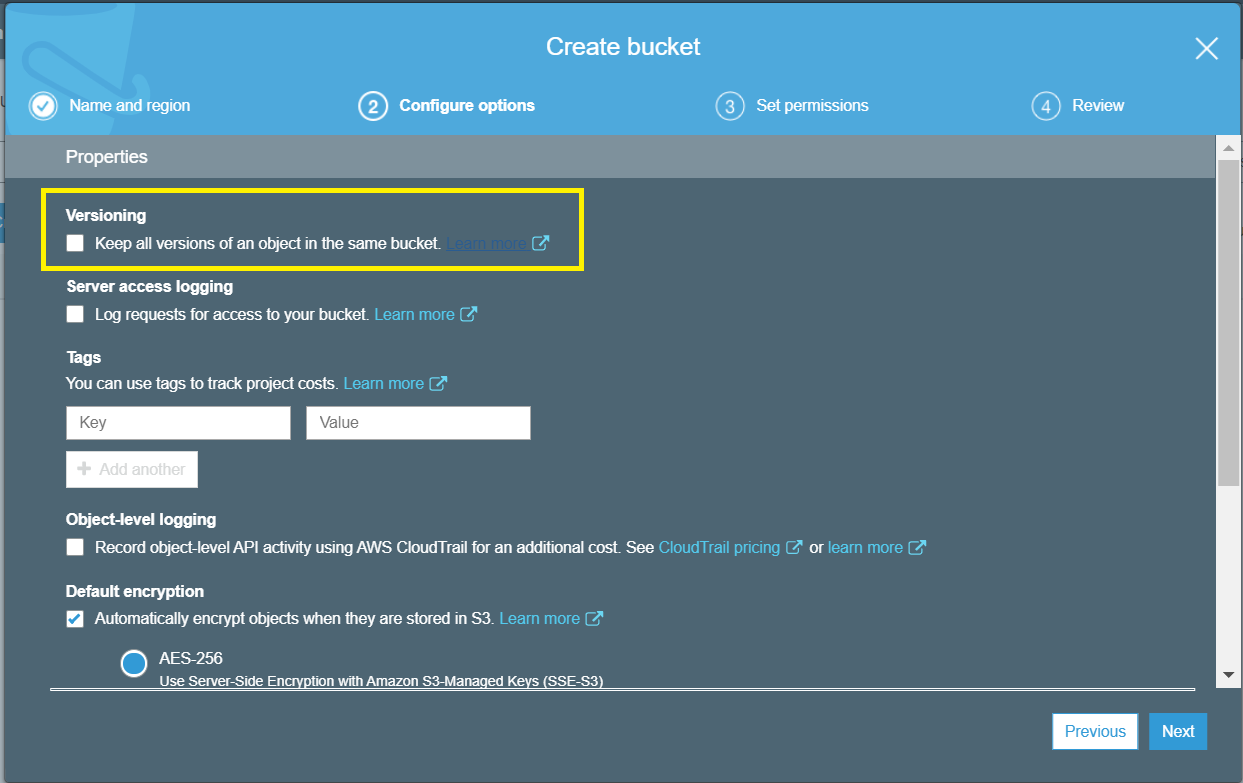 Create bucket
Name and region
2 Configure options
3 Set permissions
4 Review
Properties
Versioning
Keep all versions of an object in the same bucket. Learn more
Server access logging
Log requests for access to your bucket. Learn more
Tags
You can use tags to track project costs. Learn more
Key Value
Add another
Object-level logging
Record object-level API activity using AWS CloudTrail for an additional cost. See CloudTrail pricing or learn more
Default encryption
Automatically encrypt objects when they are stored in S3. Learn more
AES-256
Use Server-Side Encryption with Amazon S3-Managed Keys (SSE-S3)
Previous Next